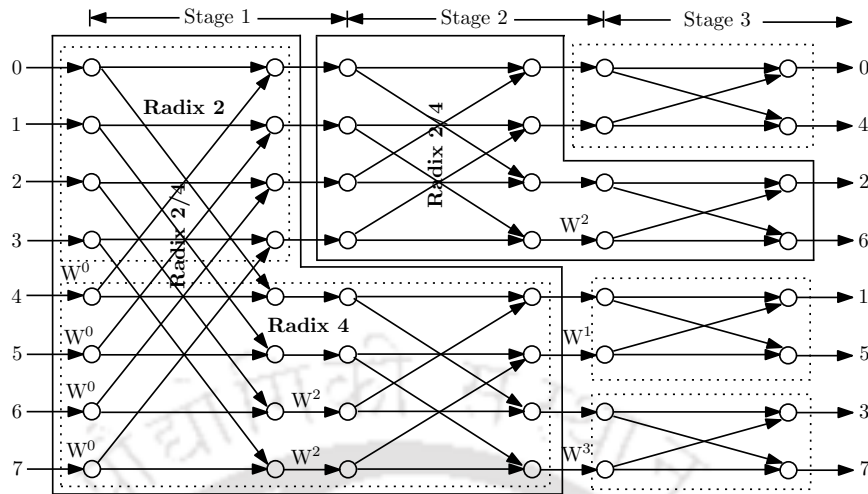 Stage 1 Stage 2 Stage 3
0 0
Radix 2
1 4
Radix 2/4
2 2
Radix 2/4
3 W² 6
W⁰
4 1
Radix 4
W⁰ W¹
5 5
W⁰ W²
6 3
W⁰ W² W³
7 7